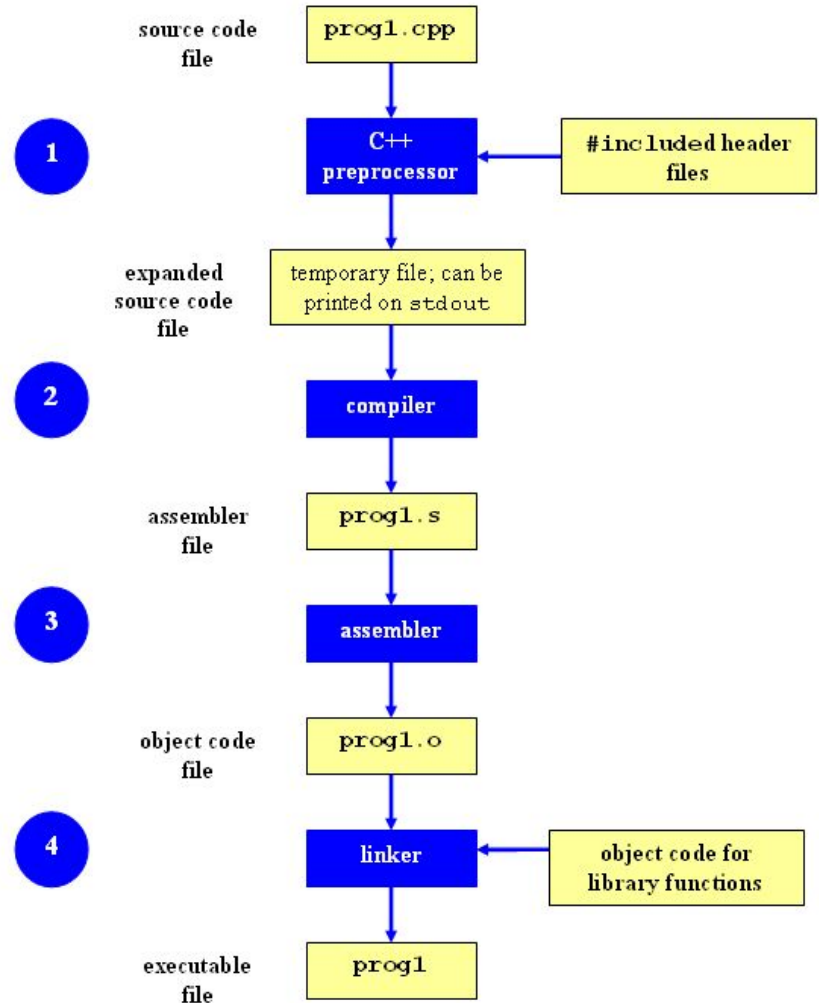 source code
file
prog1.cpp
1
C++
preprocessor
#included header
files
expanded
source code
file
temporary file; can be
printed on stdout
2
compiler
assembler
file
prog1.s
3
assembler
object code
file
prog1.o
4
linker
object code for
library functions
executable
file
prog1